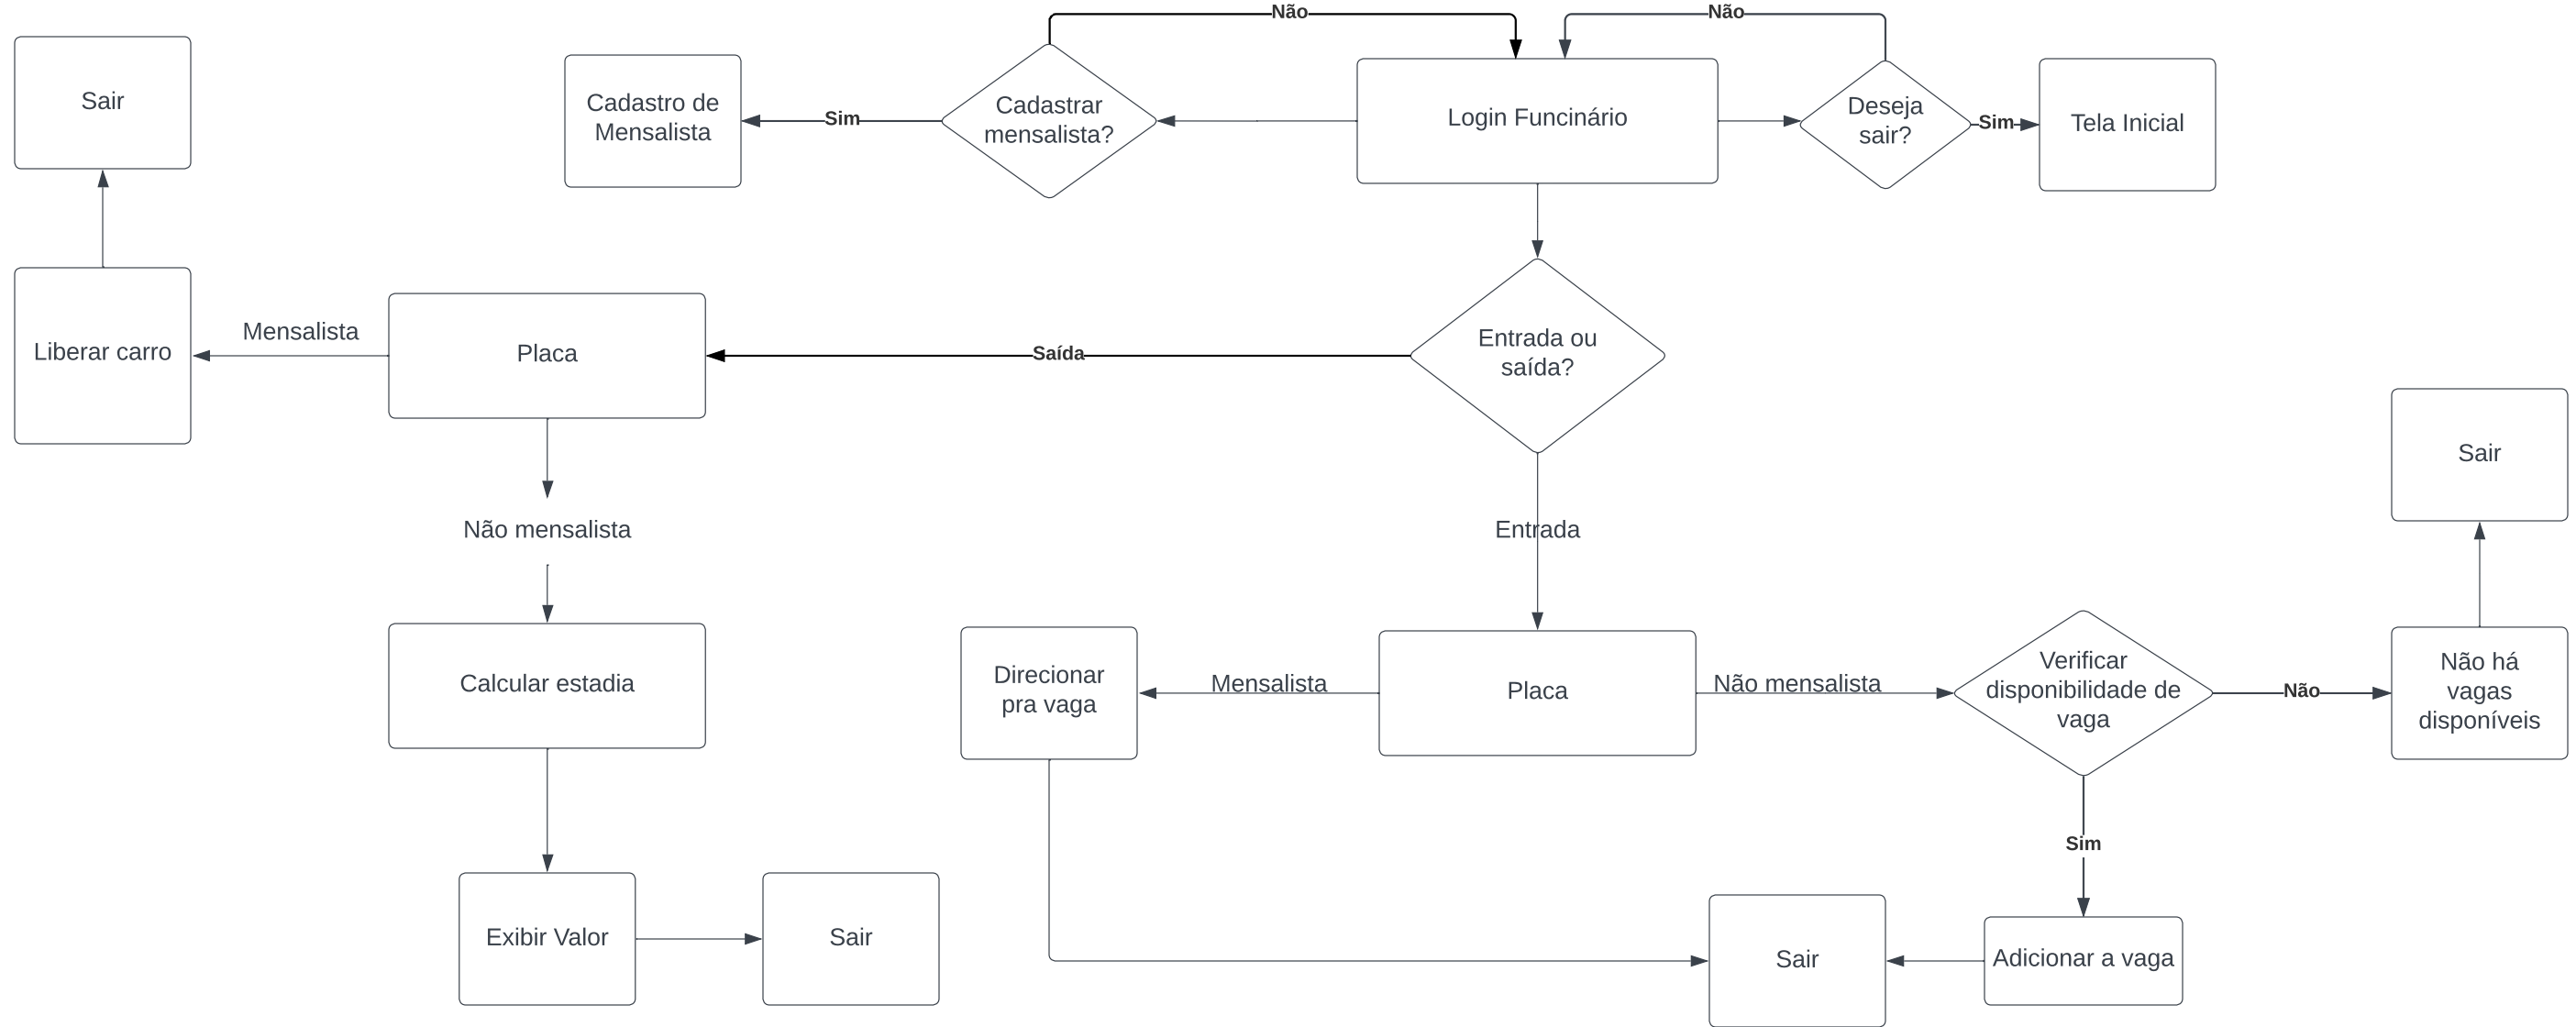 Não
Não
Sair
Cadastro de
Mensalista
Sim
Cadastrar
mensalista?
Login Funcinário
Deseja
sair?
Sim
Tela Inicial
Liberar carro
Mensalista
Placa
Saída
Entrada ou
saída?
Sair
Não mensalista
Entrada
Calcular estadia
Direcionar
pra vaga
Mensalista
Placa
Não mensalista
Verificar
disponibilidade de
vaga
Não
Não há
vagas
disponíveis
Sim
Exibir Valor
Sair
Sair
Adicionar a vaga